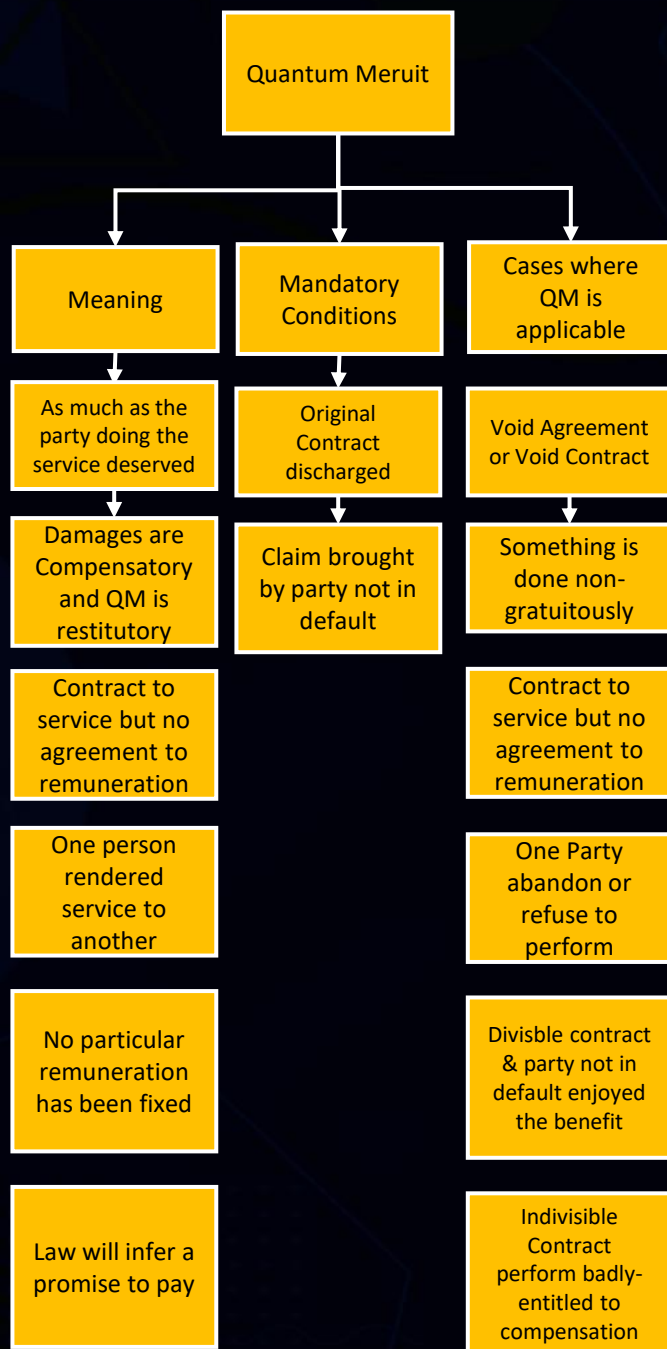 Quantum Meruit
Meaning
As much as the
party doing the
service deserved
Damages are
Compensatory
and QM is
restitutory
Contract to
service but no
agreement to
remuneration
One person
rendered
service to
another
No particular
remuneration
has been fixed
Law will infer a
promise to pay
Mandatory
Conditions
Original
Contract
discharged
Claim brought
by party not in
default
Cases where
QM is
applicable
Void Agreement
or Void Contract
Something is
done non-
gratuitously
Contract to
service but no
agreement to
remuneration
One Party
abandon or
refuse to
perform
Divisble contract
& party not in
default enjoyed
the benefit
Indivisible
Contract
perform badly-
entitled to
compensation